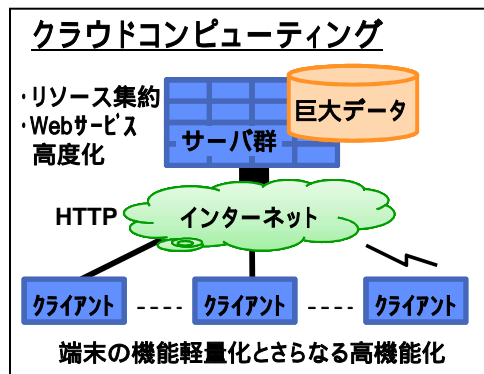 クラウドコンピューティング
・リソース集約
・Webｻｰﾋﾞｽ
高度化
巨大データ
サーバ群
HTTP
インターネット
クライアント
クライアント
クライアント
端末の機能軽量化とさらなる高機能化